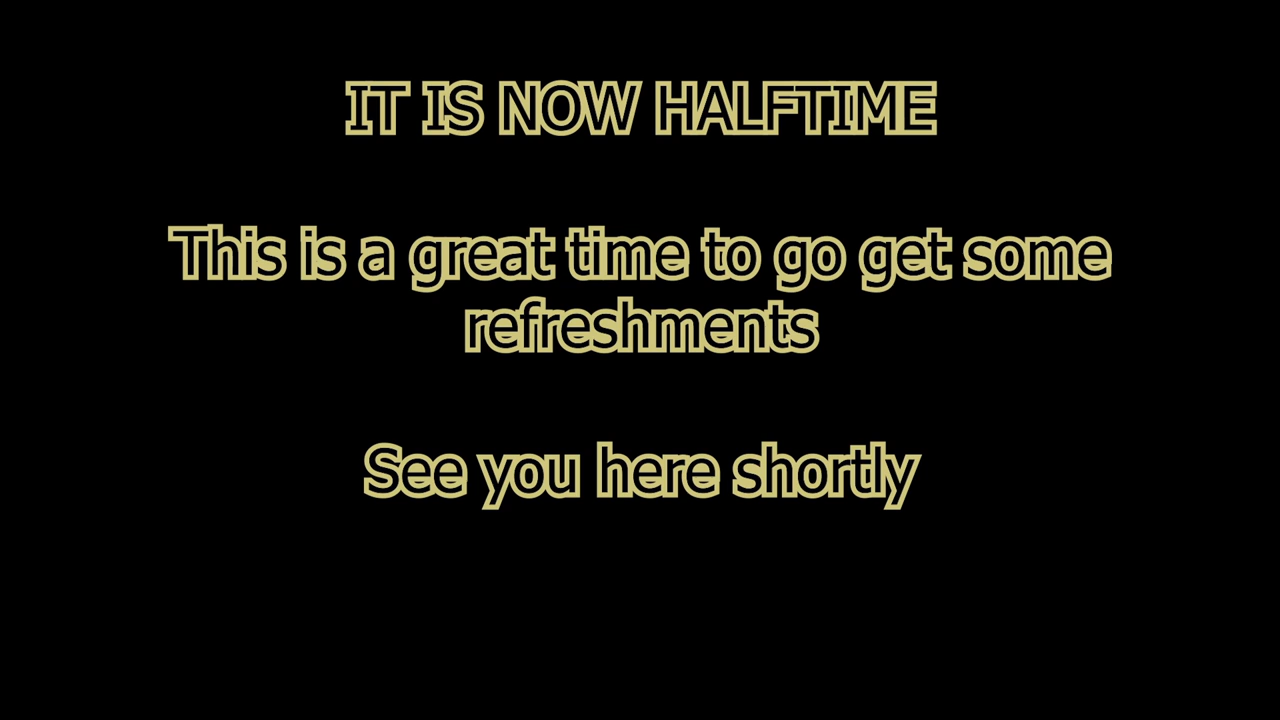 IT IS NOW HALFTIME
This is a great time to go get some
refreshments
See you here shortly